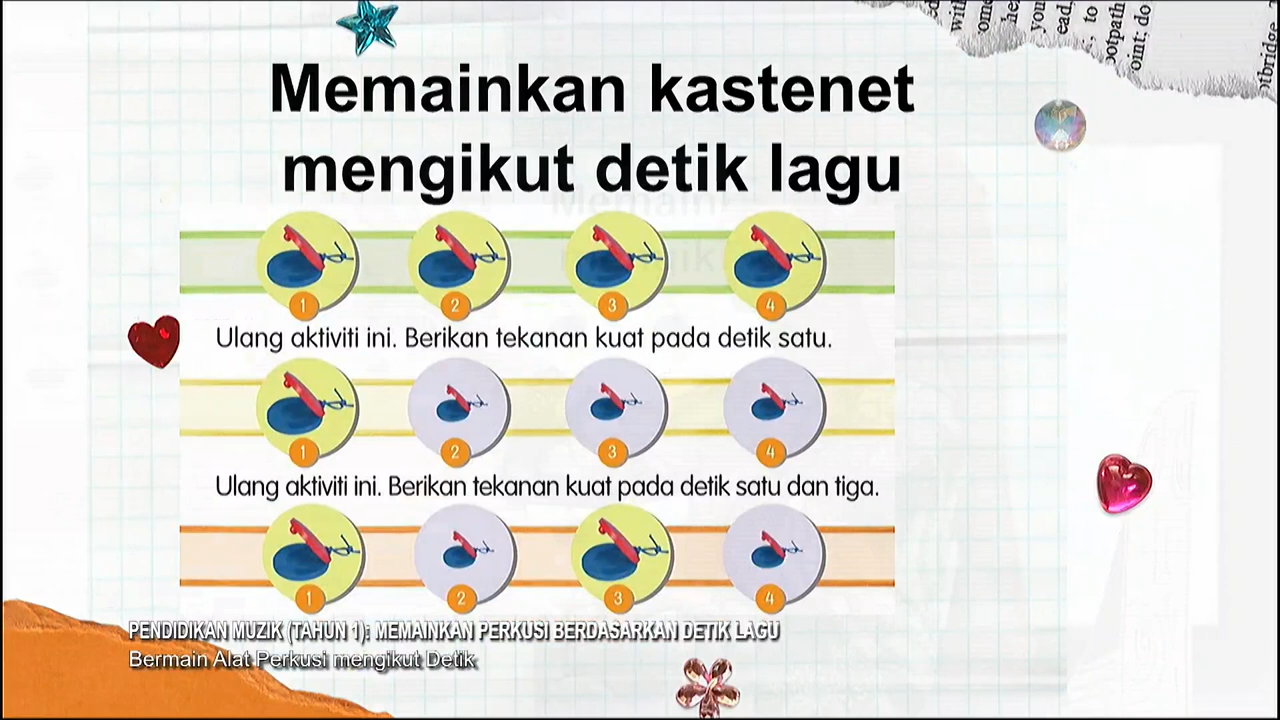 Memainkan kastenet
mengikut detik lagu
1 2 3 4
Ulang aktiviti ini. Berikan tekanan kuat pada detik satu.
1 2 3 4
Ulang aktiviti ini. Berikan tekanan kuat pada detik satu dan tiga.
1 2 3 4
PENDIDIKAN MUZIK (TAHUN 1): MEMAINKAN PERKUSI BERDASARKAN DETIK LAGU
Bermain Alat Perkusi mengikut Detik